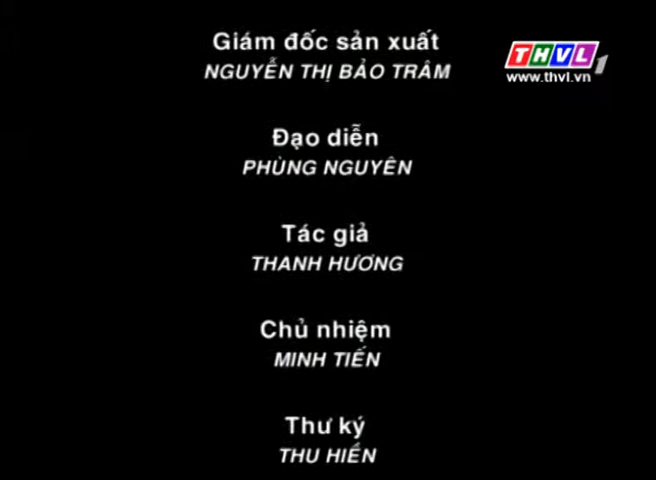 Giám đốc sản xuất
NGUYỄN THỊ BẢO TRÂM
THVL1
www.thvl.vn
Đạo diễn
PHÙNG NGUYÊN
Tác giả
THANH HƯƠNG
Chủ nhiệm
MINH TIẾN
Thư ký
THU HIỀN